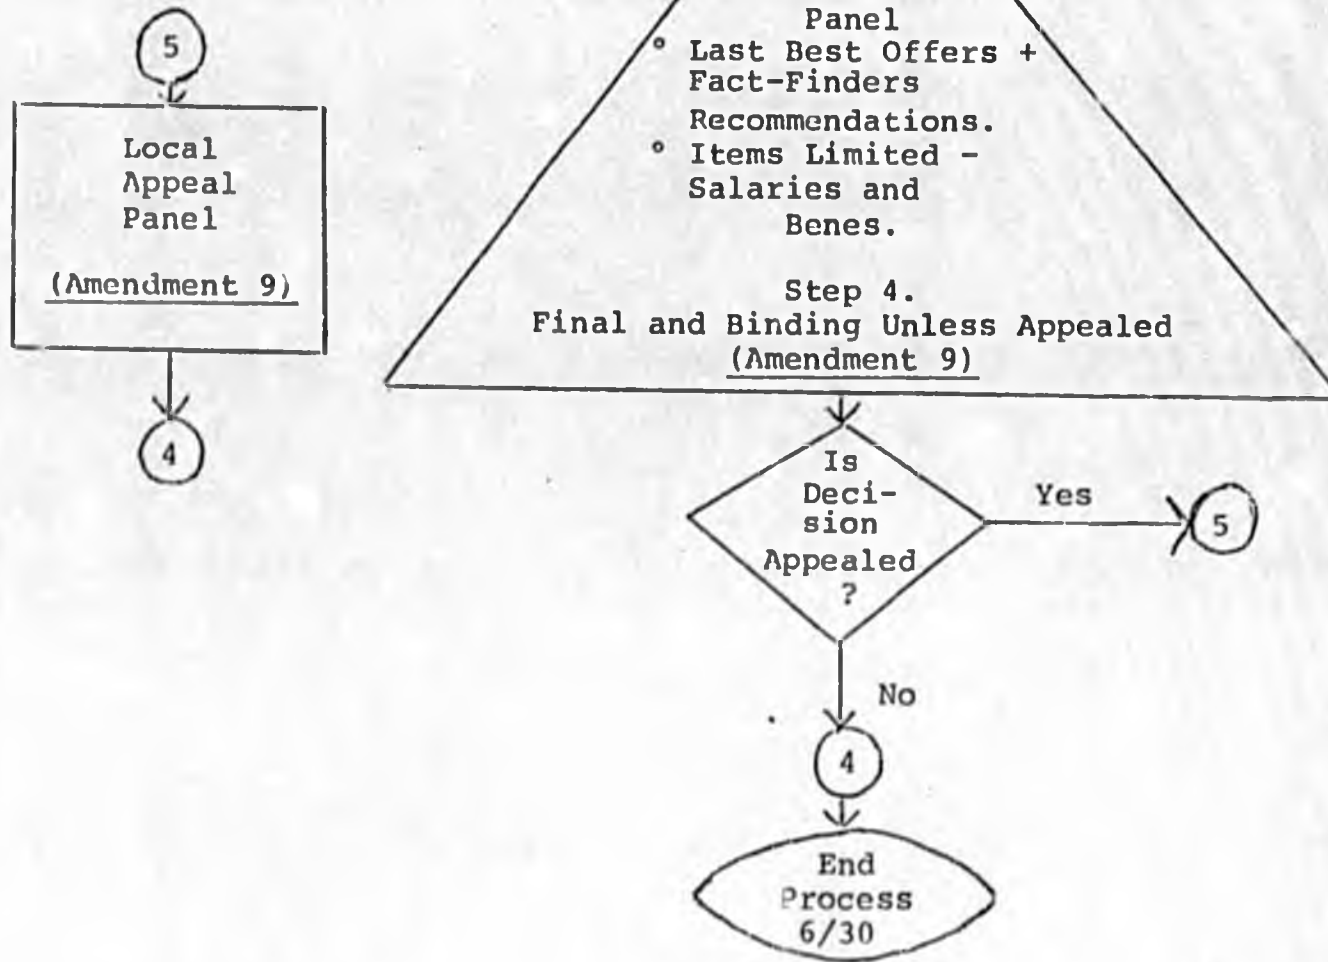 5
Local
Appeal
Panel
(Amendment 9)
4
Panel
° Last Best Offers +
Fact-Finders
Recommendations.
° Items Limited -
Salaries and
Benes.
Step 4.
Final and Binding Unless Appealed
(Amendment 9)
Is
Deci-
sion
Appealed
?
Yes
5
No
4
End
Process
6/30